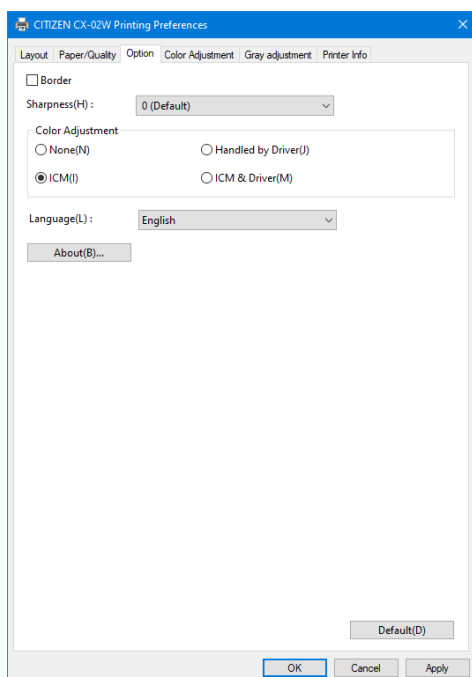 CITIZEN CX-02W Printing Preferences
Layout Paper/Quality Option Color Adjustment Gray adjustment Printer Info
Border
Sharpness(H) : 0 (Default)
Color Adjustment
None(N) Handled by Driver(J)
ICM(I) ICM & Driver(M)
Language(L) : English
About(B)...
Default(D)
OK Cancel Apply